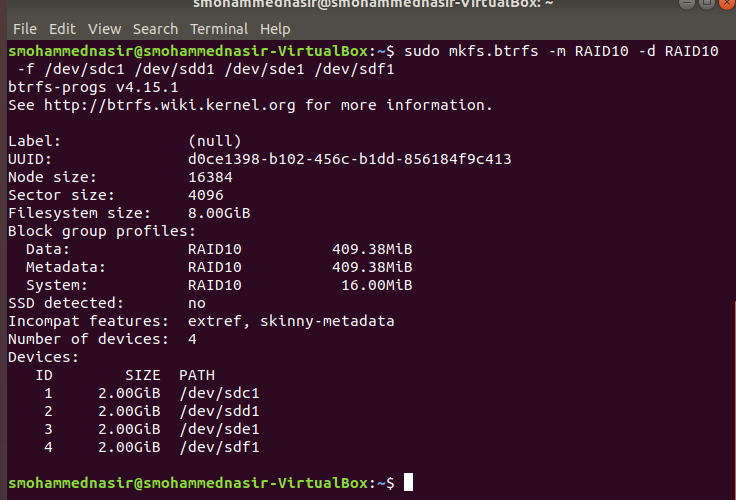 smohammednasir@smohammednasir-VirtualBox: ~
File Edit View Search Terminal Help
smohammednasir@smohammednasir-VirtualBox:~$ sudo mkfs.btrfs -m RAID10 -d RAID10
 -f /dev/sdc1 /dev/sdd1 /dev/sde1 /dev/sdf1
btrfs-progs v4.15.1
See http://btrfs.wiki.kernel.org for more information.

Label:              (null)
UUID:               d0ce1398-b102-456c-b1dd-856184f9c413
Node size:          16384
Sector size:        4096
Filesystem size:    8.00GiB
Block group profiles:
  Data:             RAID10          409.38MiB
  Metadata:         RAID10          409.38MiB
  System:           RAID10           16.00MiB
SSD detected:       no
Incompat features:  extref, skinny-metadata
Number of devices:  4
Devices:
   ID        SIZE  PATH
    1     2.00GiB  /dev/sdc1
    2     2.00GiB  /dev/sdd1
    3     2.00GiB  /dev/sde1
    4     2.00GiB  /dev/sdf1

smohammednasir@smohammednasir-VirtualBox:~$